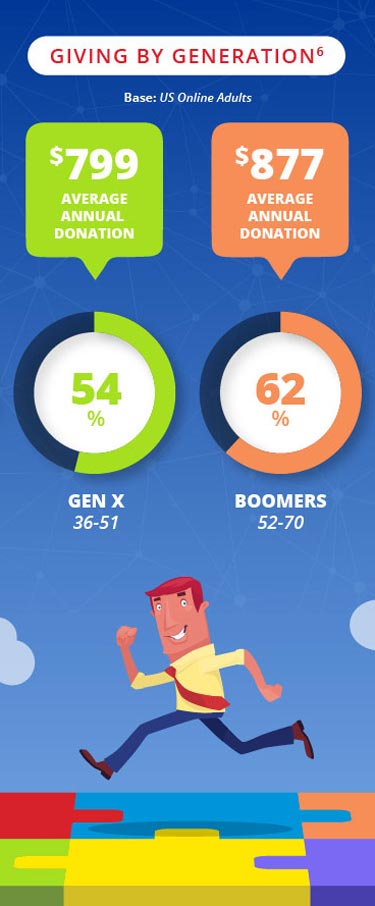 GIVING BY GENERATION⁶
Base: US Online Adults
$799
AVERAGE
ANNUAL
DONATION
$877
AVERAGE
ANNUAL
DONATION
54
%
62
%
GEN X
36-51
BOOMERS
52-70